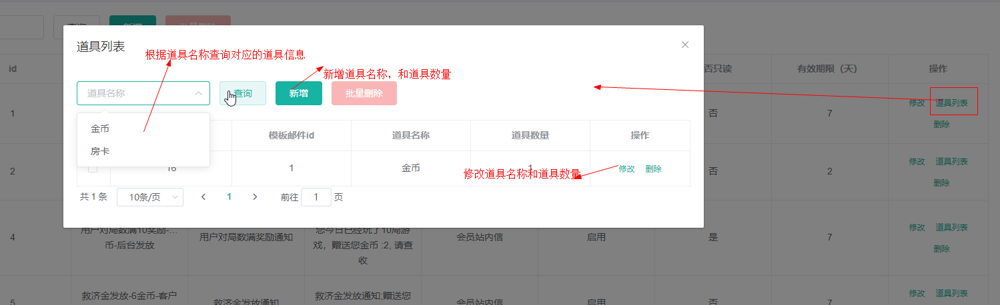 查询
新增
批量删除
道具列表
根据道具名称查询对应的道具信息
新增道具名称，和道具数量
id
否只读
有效期限（天）
操作
道具名称
查询
新增
批量删除
1
否
7
修改
道具列表
删除
金币
房卡
模板邮件id
道具名称
道具数量
操作
16
1
金币
1
修改
删除
修改道具名称和道具数量
2
否
2
修改
道具列表
删除
共 1 条
10条/页
1
前往
1
页
4
用户对局数满10奖励-...
币-后台发放
用户对局数满奖励通知
您今日已经玩了10局游
戏，赠送您金币 :2, 请查
收
会员站内信
启用
是
7
修改
道具列表
删除
5
救济金发放-6金币-客户
救济金发放通知
救济金发放通知;赠送您
会员站内信
启用
否
7
修改
道具列表